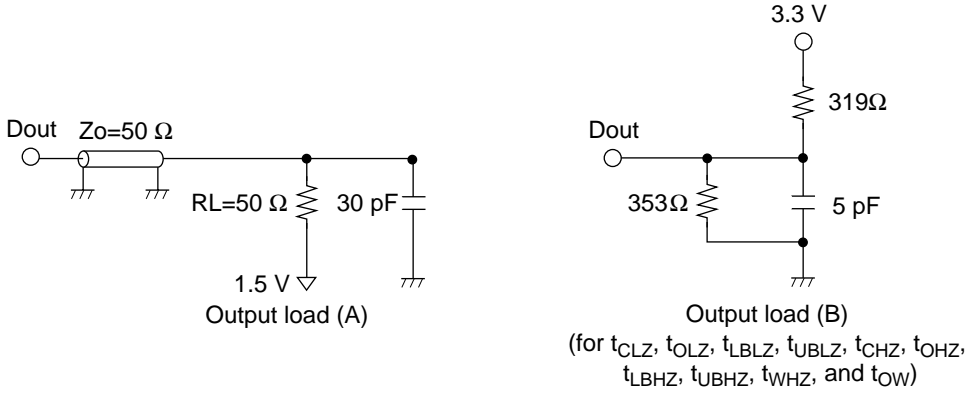 Dout
Zo=50 Ω
RL=50 Ω
30 pF
1.5 V
Output load (A)
3.3 V
319Ω
Dout
353Ω
5 pF
Output load (B)
(for tCLZ, tOLZ, tLBLZ, tUBLZ, tCHZ, tOHZ,
tLBHZ, tUBHZ, tWHZ, and tOW)